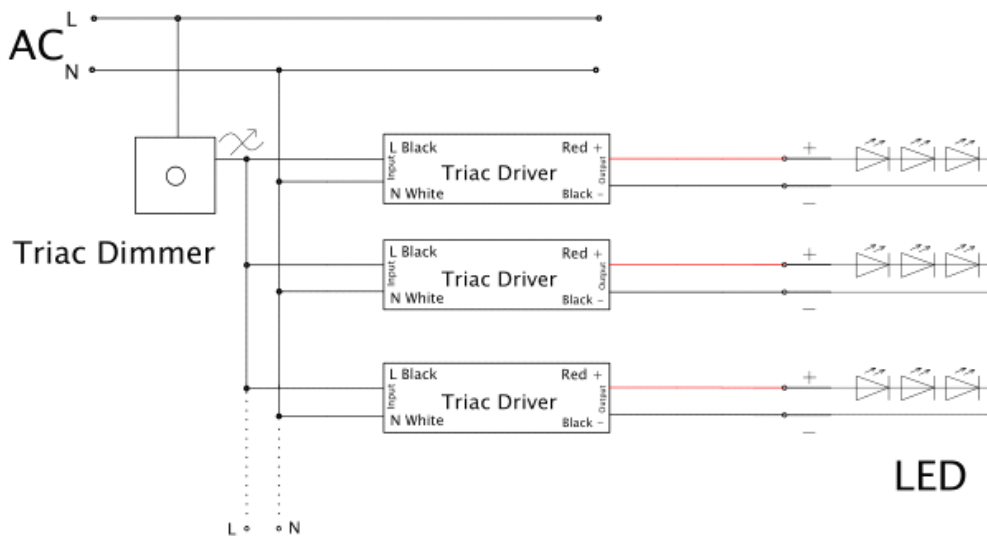 L
AC
N
L Black
Red +
Input
Triac Driver
Output
N White
Black -
+
−
Triac Dimmer
L Black
Red +
Input
Triac Driver
Output
N White
Black -
+
−
L Black
Red +
Input
Triac Driver
Output
N White
Black -
+
−
LED
L
N